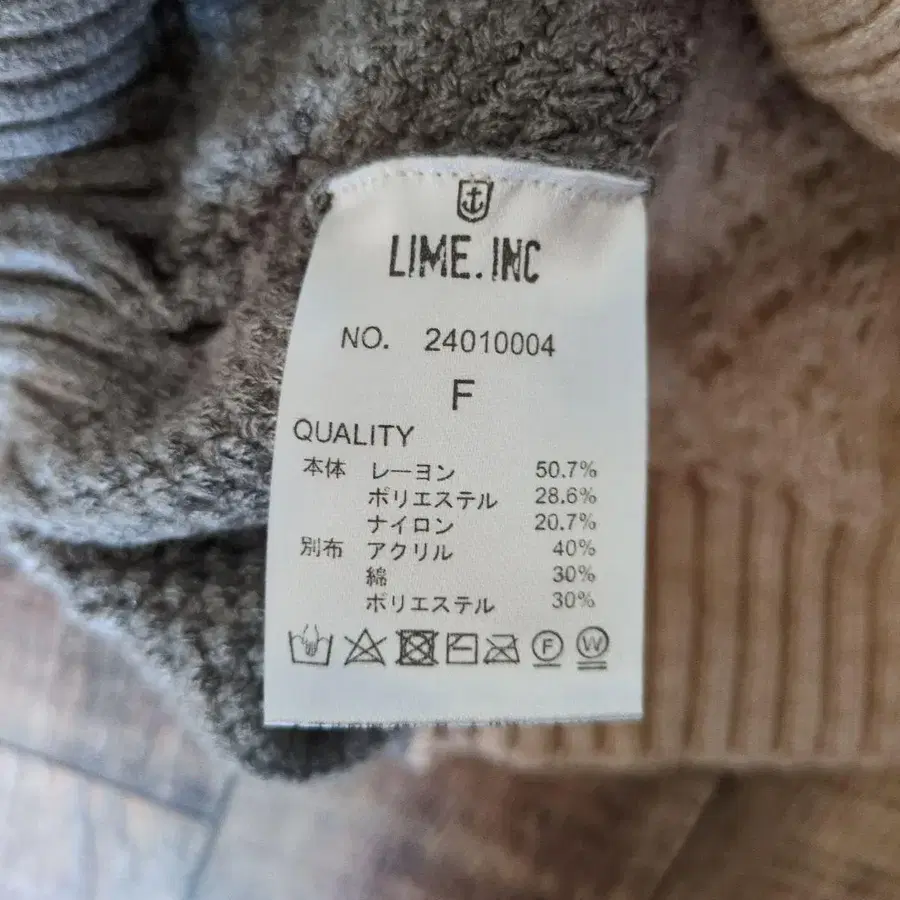 LIME.INC
NO. 24010004
F
QUALITY
本体 レーヨン 50.7%
ポリエステル 28.6%
ナイロン 20.7%
別布 アクリル 40%
綿 30%
ポリエステル 30%
F W